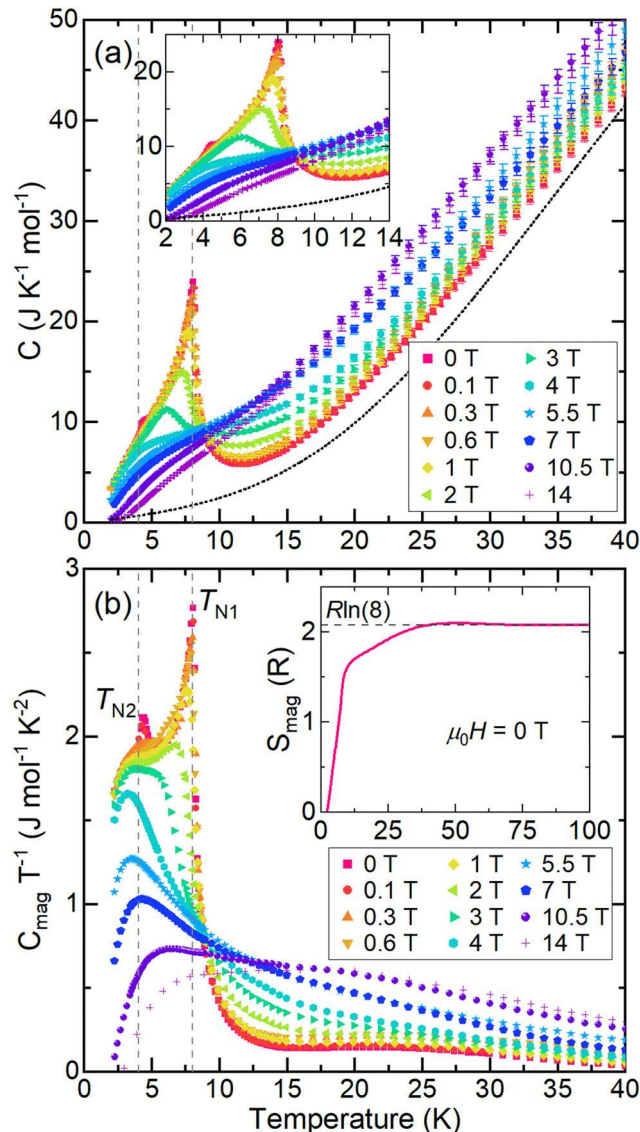 (a)
50
40
30
20
10
0
C (J K⁻¹ mol⁻¹)
20
10
0
2 4 6 8 10 12 14
0 T
0.1 T
0.3 T
0.6 T
1 T
2 T
3 T
4 T
5.5 T
7 T
10.5 T
14
0 5 10 15 20 25 30 35 40
(b)
3
2
1
0
C_mag T⁻¹ (J mol⁻¹ K⁻²)
T_N1
T_N2
Rln(8)
2
1
0
S_mag (R)
μ₀H = 0 T
0 25 50 75 100
0 T
0.1 T
0.3 T
0.6 T
1 T
2 T
3 T
4 T
5.5 T
7 T
10.5 T
14 T
0 5 10 15 20 25 30 35 40
Temperature (K)